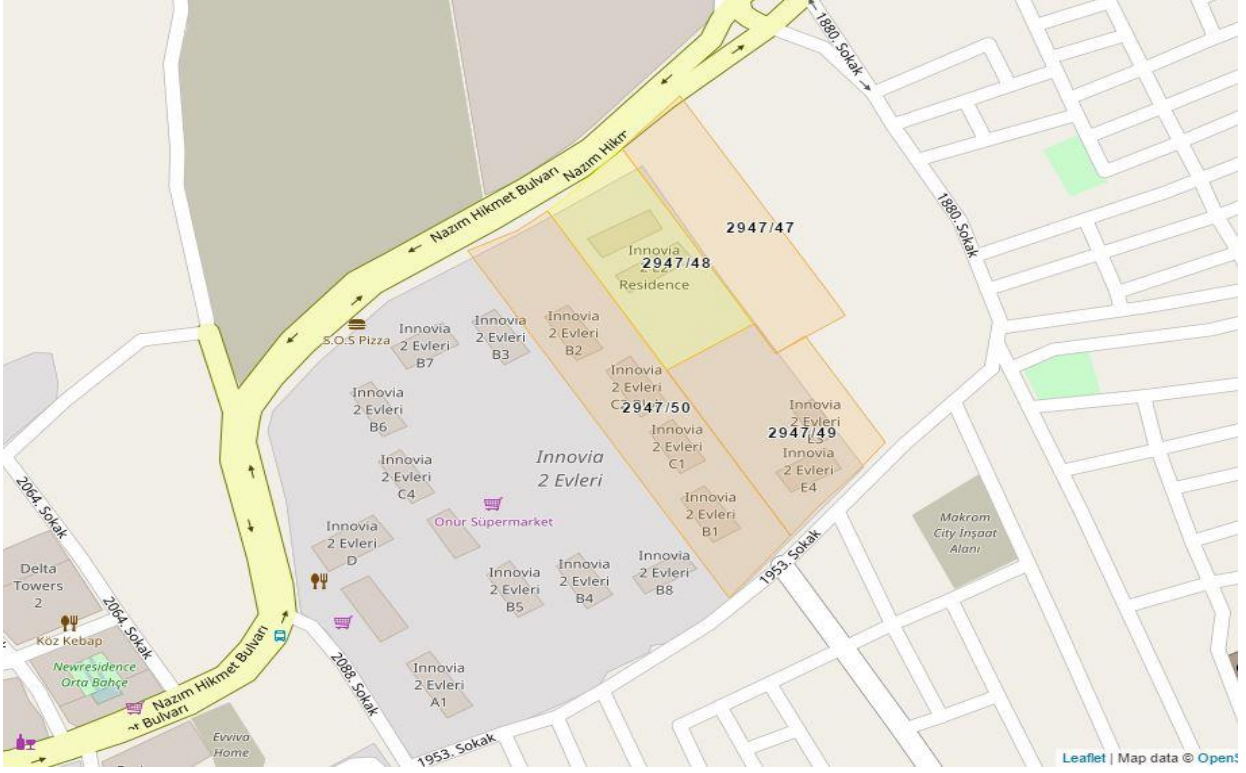 1880. Sokak
Nazım Hikm
Nazım Hikmet Bulvarı
1880. Sokak
2947/47
Innovia
2947/48
Residence
S.O.S Pizza
Innovia
2 Evleri
B7
Innovia
2 Evleri
B3
Innovia
2 Evleri
B2
Innovia
2 Evleri
B6
Innovia
2 Evleri
2947/50
Innovia
2 Evleri
C1
Innovia
2 Evleri
2947/49
Innovia
2 Evleri
E4
Innovia
2 Evleri
C4
Innovia
2 Evleri
Onur Süpermarket
Innovia
2 Evleri
B1
Innovia
2 Evleri
D
Makrom
City İnşaat
Alanı
2064. Sokak
1953. Sokak
Innovia
2 Evleri
B5
Innovia
2 Evleri
B4
Innovia
2 Evleri
B8
Delta
Towers
2
2064. Sokak
Köz Kebap
Newresidence
Orta Bahçe
Nazım Hikmet Bulvarı
et Bulvarı
2088. Sokak
Innovia
2 Evleri
A1
Evviva
Home
1953. Sokak
Leaflet | Map data © OpenS